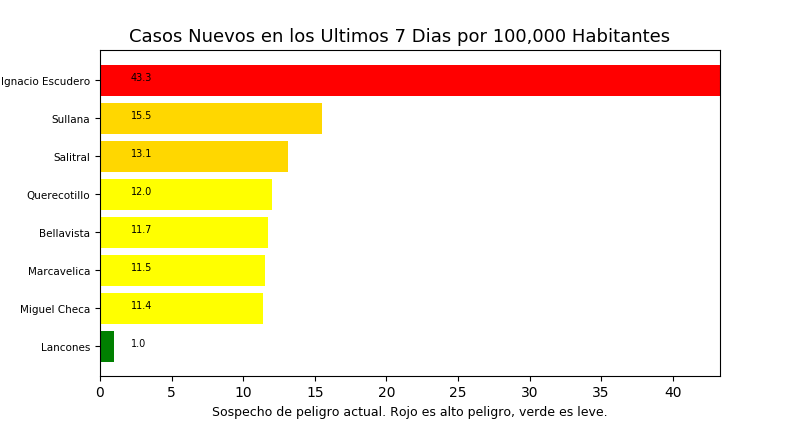 Casos Nuevos en los Ultimos 7 Dias por 100,000 Habitantes
Ignacio Escudero 43.3
Sullana 15.5
Salitral 13.1
Querecotillo 12.0
Bellavista 11.7
Marcavelica 11.5
Miguel Checa 11.4
Lancones 1.0
0 5 10 15 20 25 30 35 40
Sospecho de peligro actual. Rojo es alto peligro, verde es leve.